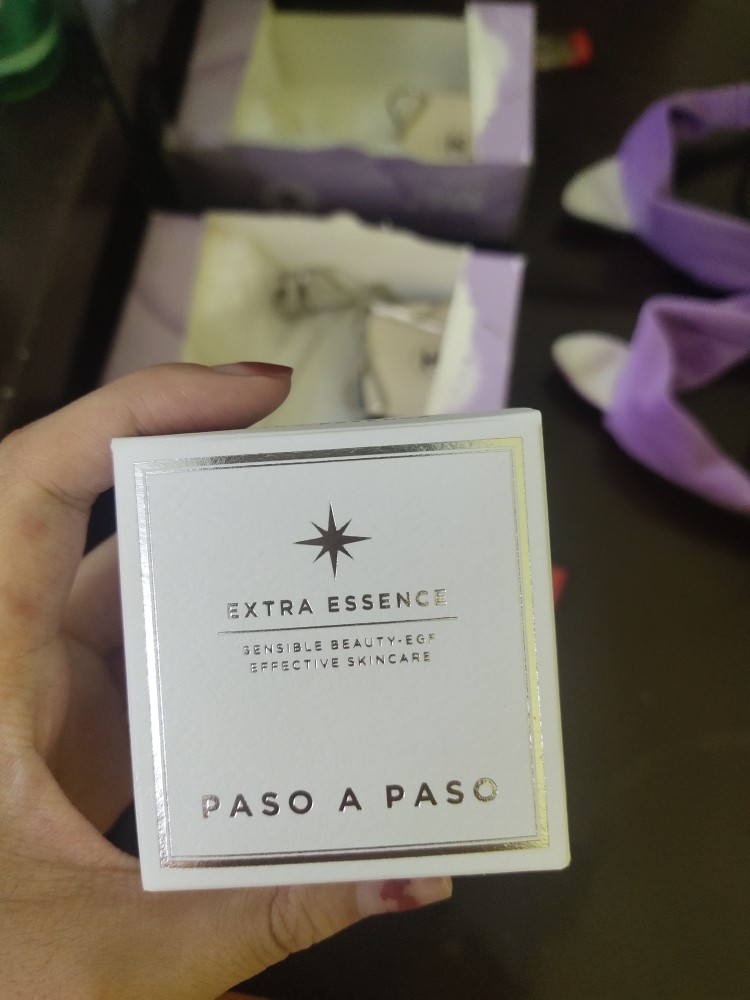 EXTRA ESSENCE
SENSIBLE BEAUTY-EGF
EFFECTIVE SKINCARE
PASO A PASO